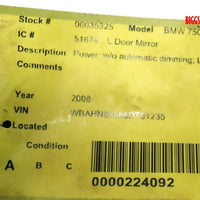 BIGGS
Stock # 00035325 Model BMW 750
IC # 51674 L Door Mirror
Description Power, w/o automatic dimming; L
Comments
Year 2008
VIN
Located
Condition
A B C
0000224092